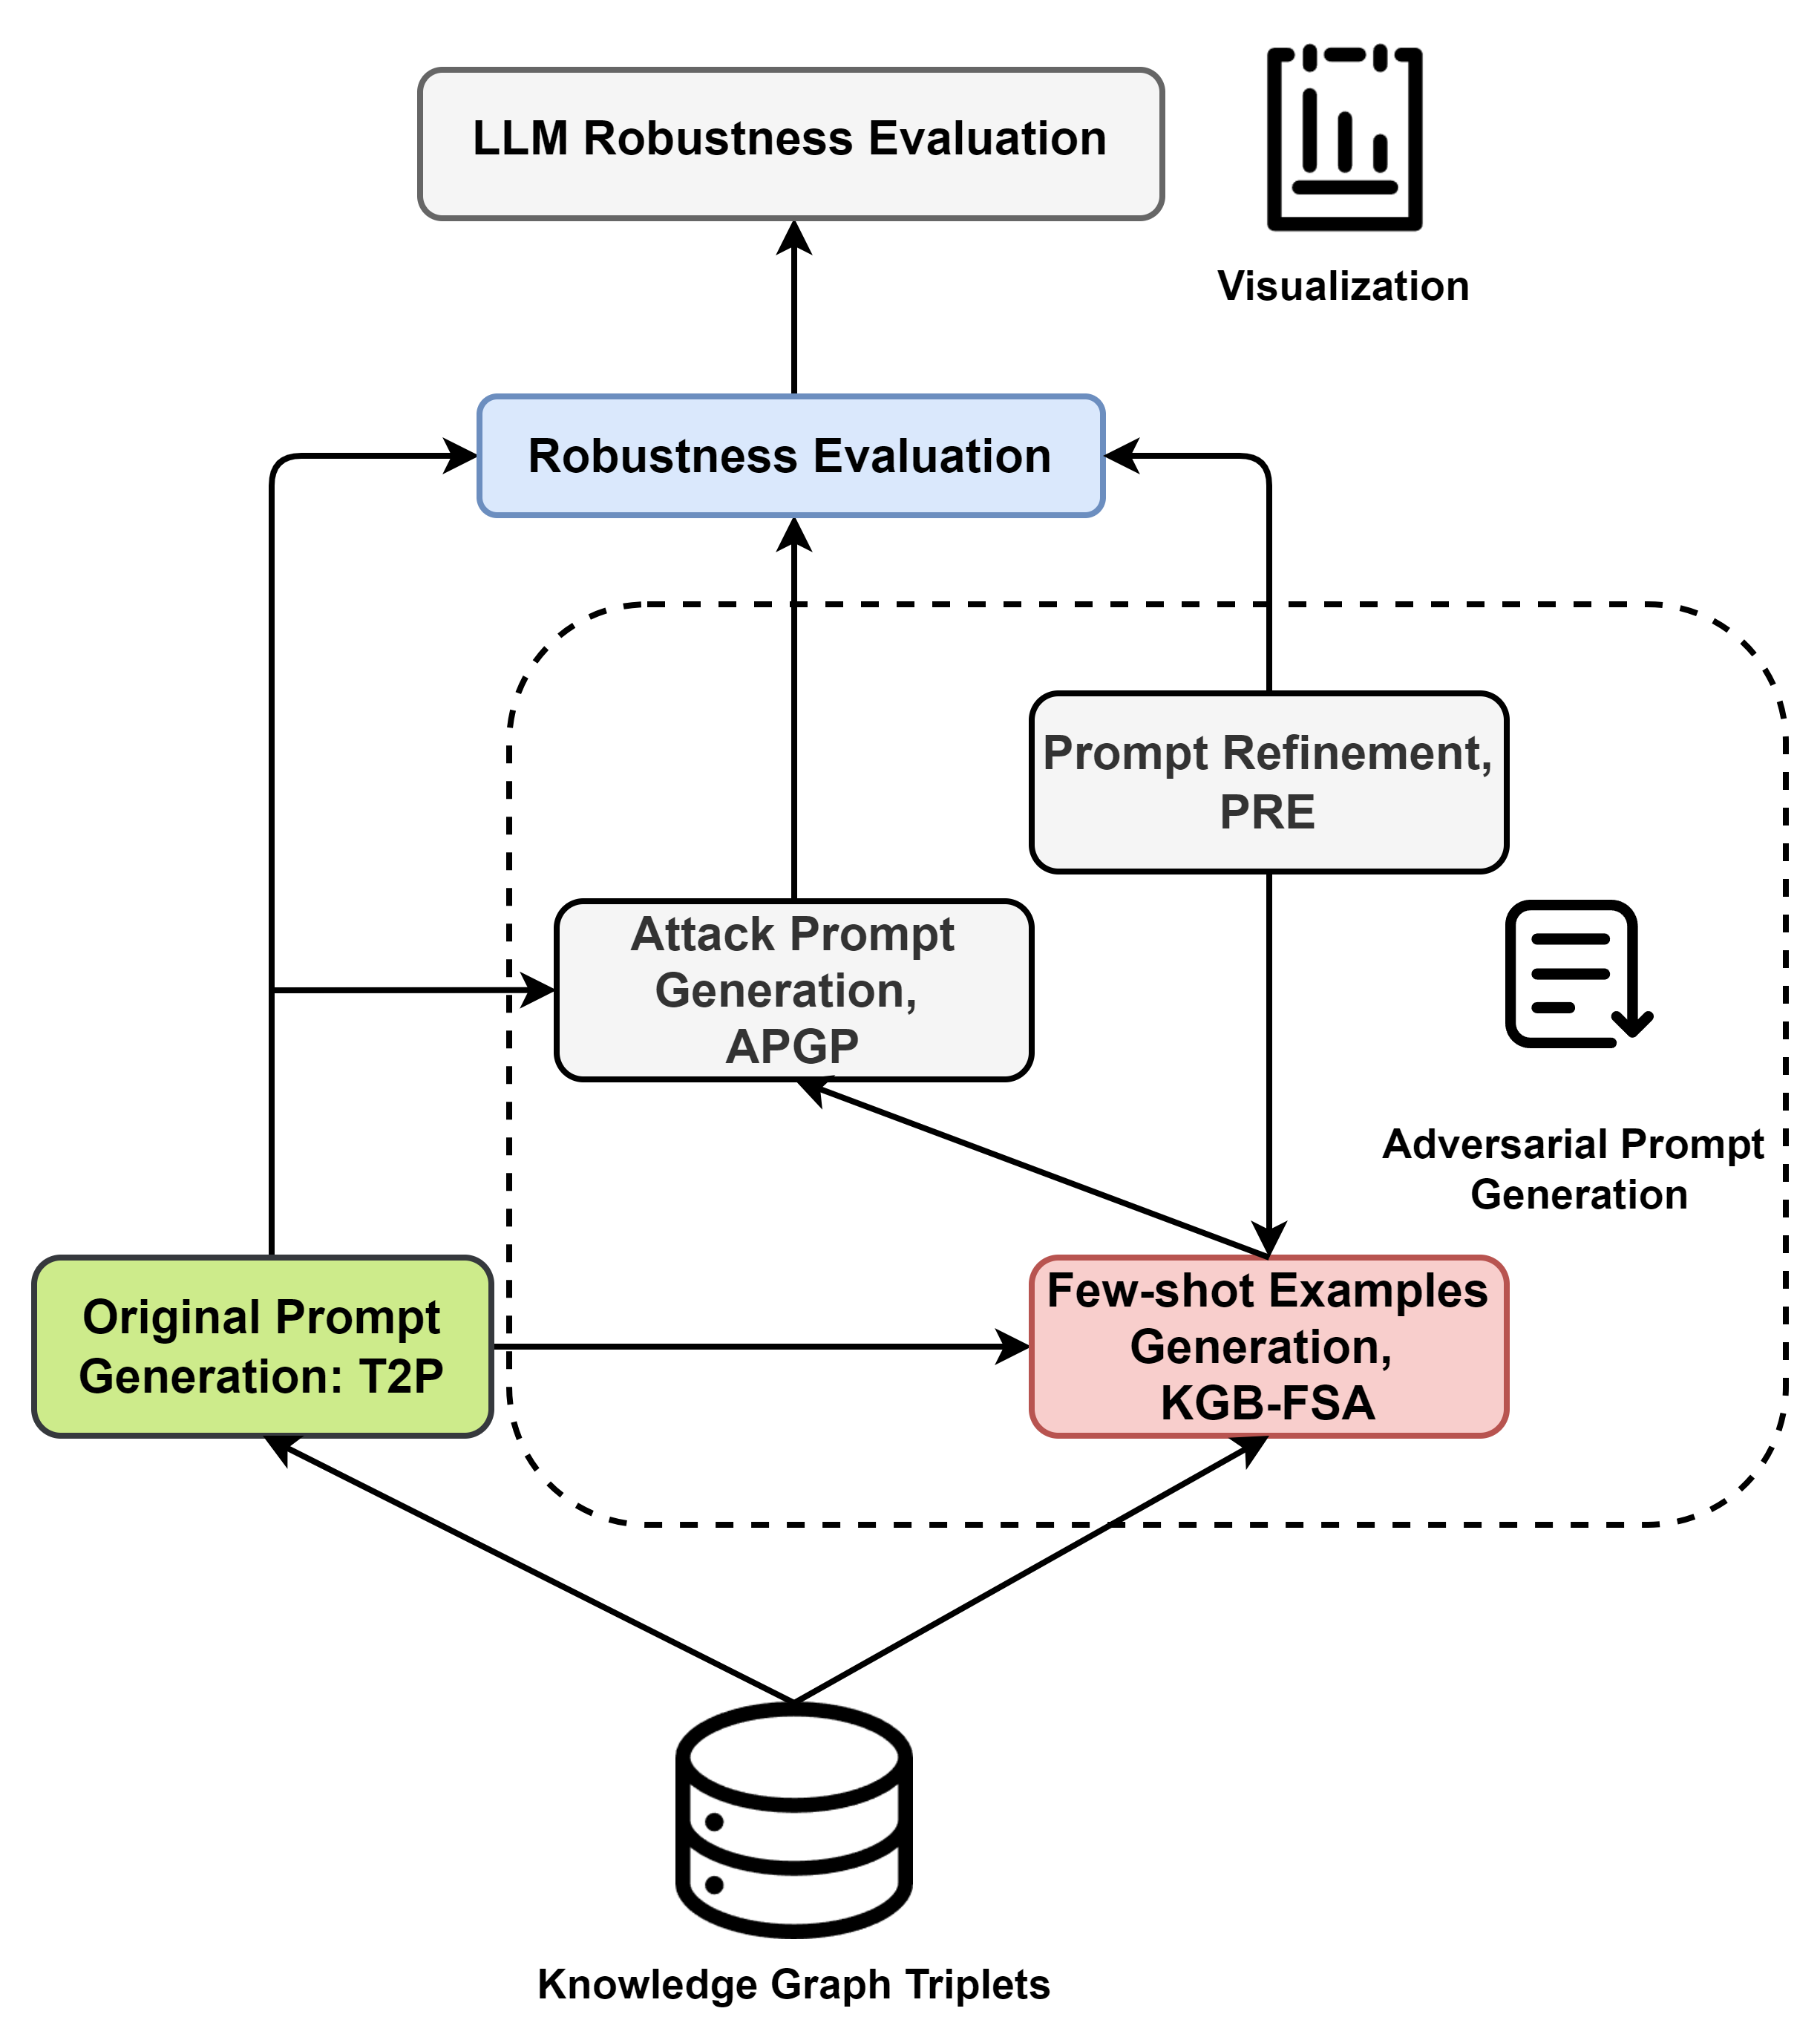 LLM Robustness Evaluation
Visualization
Robustness Evaluation
Prompt Refinement,
PRE
Attack Prompt
Generation,
APGP
Adversarial Prompt
Generation
Original Prompt
Generation: T2P
Few-shot Examples
Generation,
KGB-FSA
Knowledge Graph Triplets